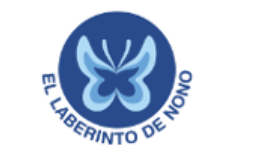 EL LABERINTO DE NONO